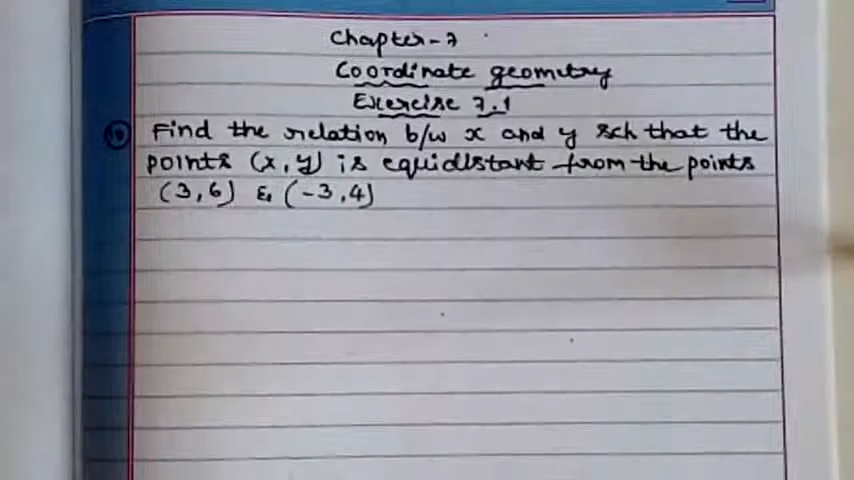 Chapter-7
Coordinate geometry
Exercise 7.1
10 Find the relation b/w x and y sch that the
points (x, y) is equidistant from the points
(3,6) & (-3,4)